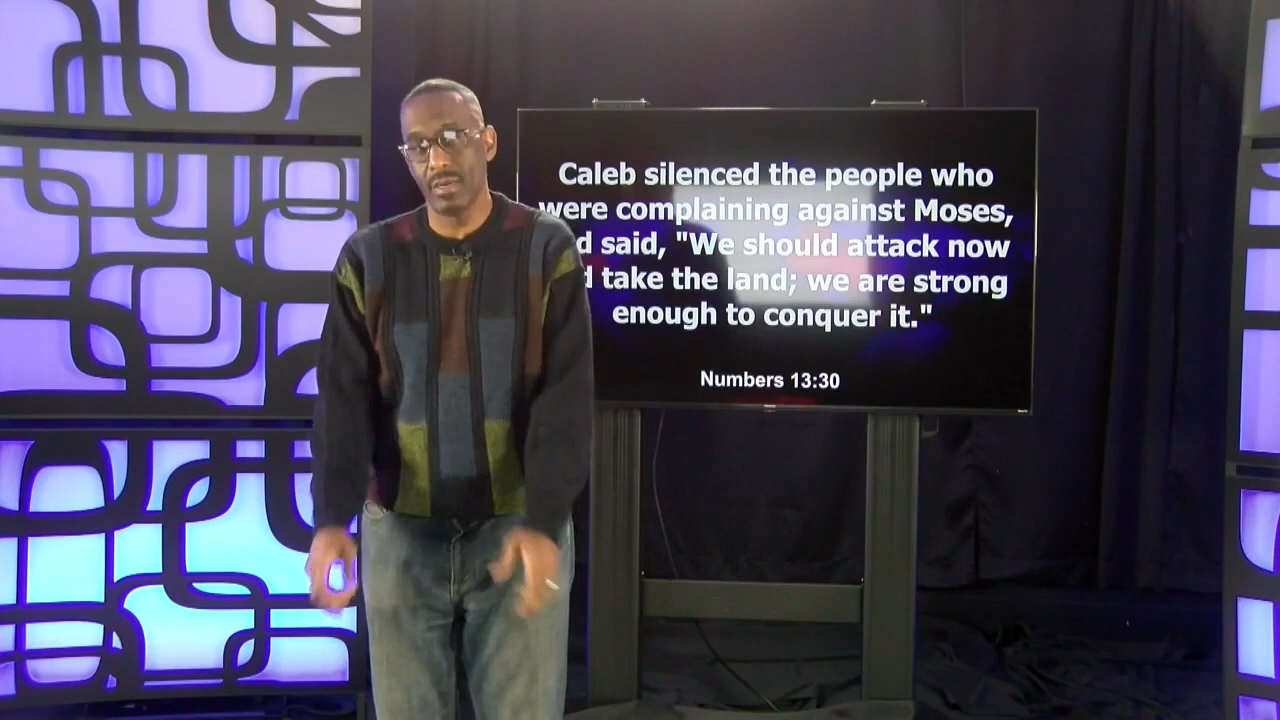 Caleb silenced the people who
were complaining against Moses,
d said, "We should attack now
d take the land; we are strong
enough to conquer it."
Numbers 13:30